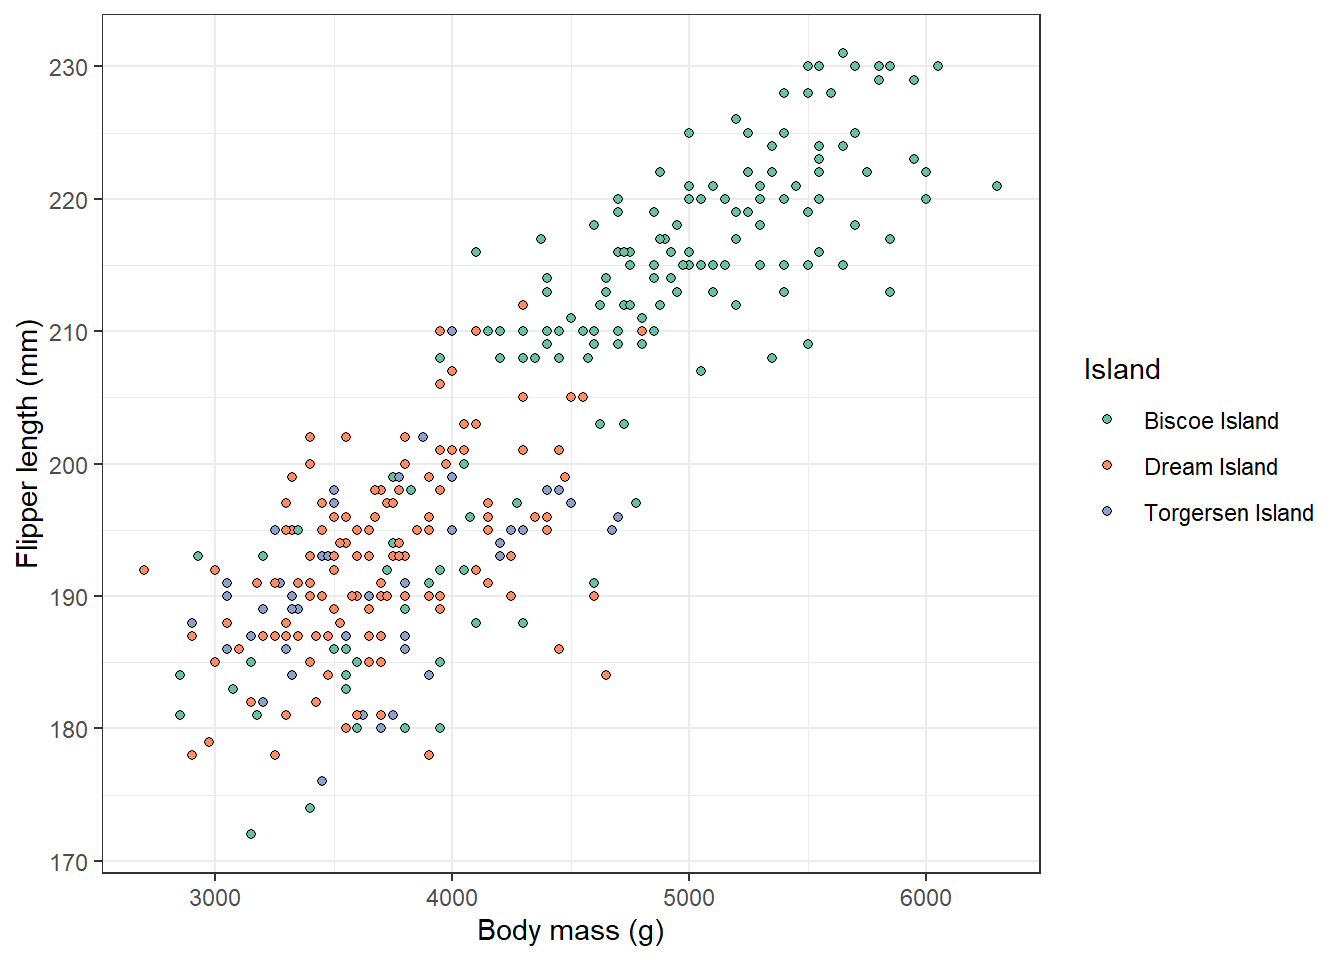 230
220
210
200
190
180
170
Flipper length (mm)
3000
4000
5000
6000
Body mass (g)
Island
Biscoe Island
Dream Island
Torgersen Island